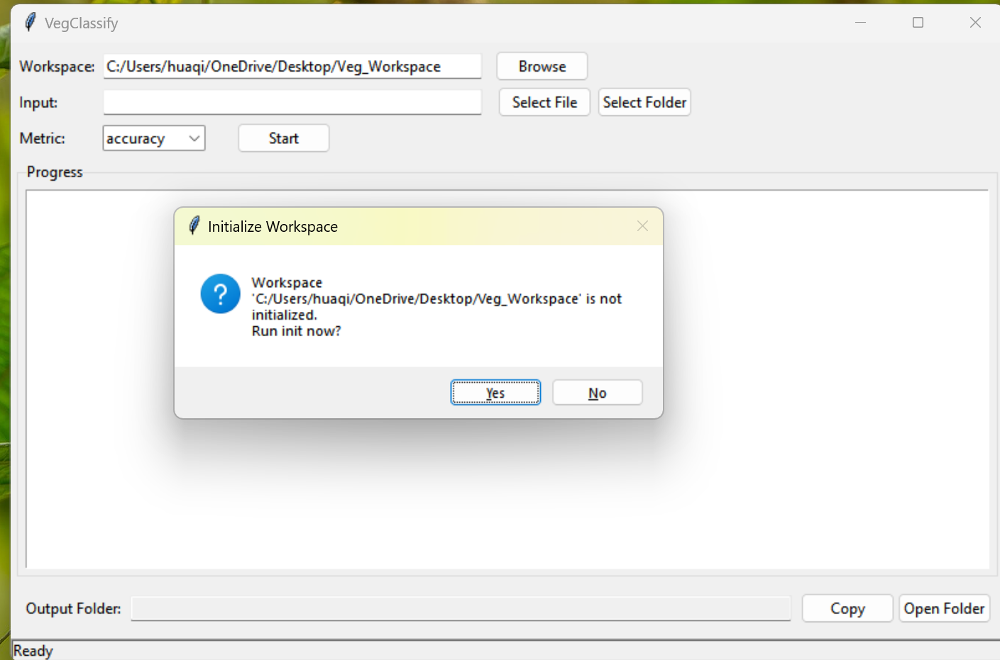 VegClassify
Workspace: C:/Users/huaqi/OneDrive/Desktop/Veg_Workspace Browse
Input: Select File Select Folder
Metric: accuracy Start
Progress
Initialize Workspace
Workspace
'C:/Users/huaqi/OneDrive/Desktop/Veg_Workspace' is not
initialized.
Run init now?
Yes No
Output Folder: Copy Open Folder
Ready